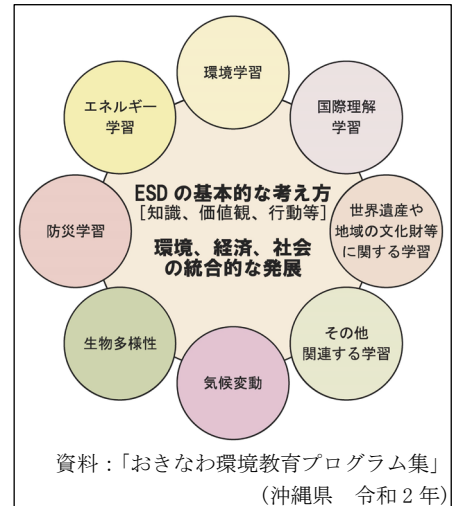 環境学習
国際理解
学習
世界遺産や
地域の文化財等
に関する学習
その他
関連する学習
気候変動
生物多様性
防災学習
エネルギー
学習
ESDの基本的な考え方
[知識、価値観、行動等]
環境、経済、社会
の統合的な発展
資料:「おきなわ環境教育プログラム集」
(沖縄県 令和2年)